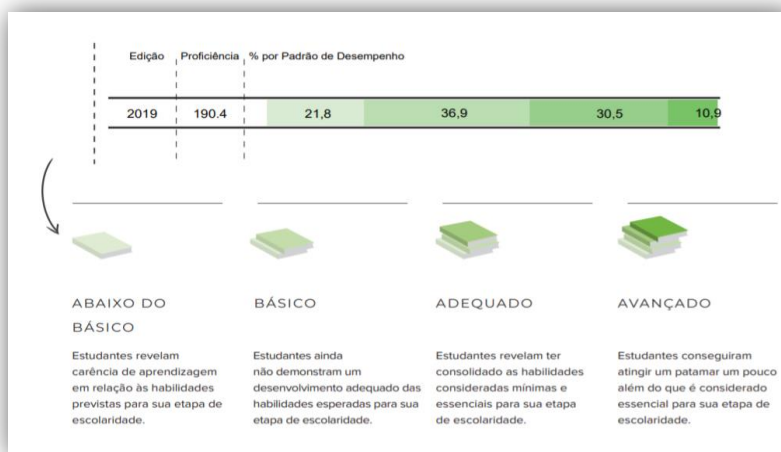 Edição Proficiência % por Padrão de Desempenho
2019 190.4 21,8 36,9 30,5 10,9
ABAIXO DO
BÁSICO
Estudantes revelam
carência de aprendizagem
em relação às habilidades
previstas para sua etapa de
escolaridade.
BÁSICO
Estudantes ainda
não demonstram um
desenvolvimento adequado das
habilidades esperadas para sua
etapa de escolaridade.
ADEQUADO
Estudantes revelam ter
consolidado as habilidades
consideradas mínimas e
essenciais para sua etapa
de escolaridade.
AVANÇADO
Estudantes conseguiram
atingir um patamar um pouco
além do que é considerado
essencial para sua etapa de
escolaridade.